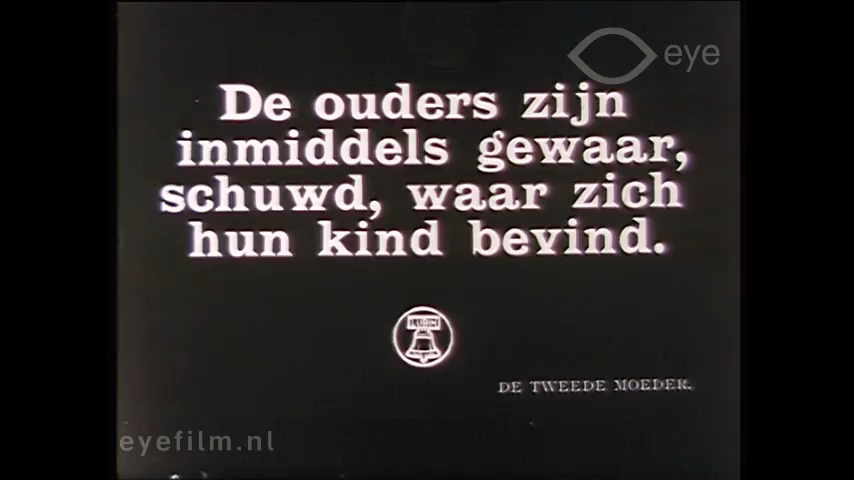 eye
De ouders zijn
inmiddels gewaar,
schuwd, waar zich
hun kind bevind.
LUBIN
DE TWEEDE MOEDER.
eyefilm.nl